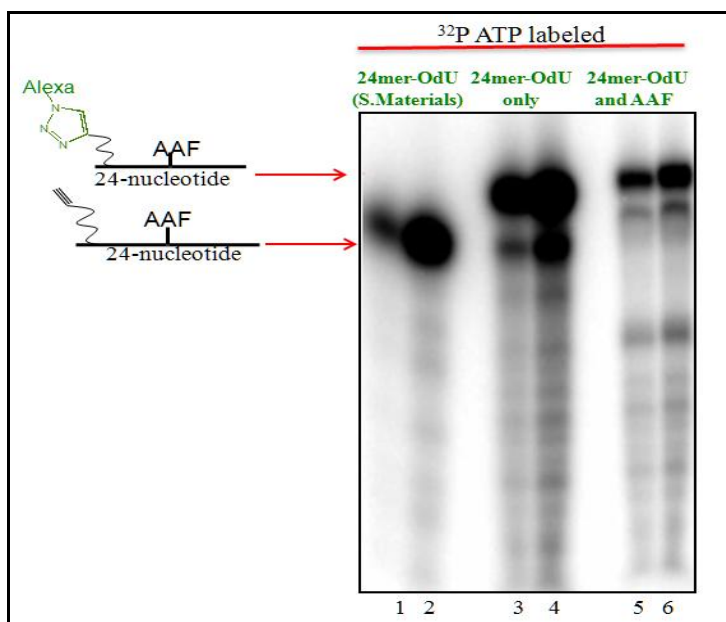 ³²P ATP labeled
24mer-OdU 24mer-OdU 24mer-OdU
(S.Materials) only and AAF
Alexa
N
N
N
AAF
24-nucleotide
AAF
24-nucleotide
1 2 3 4 5 6